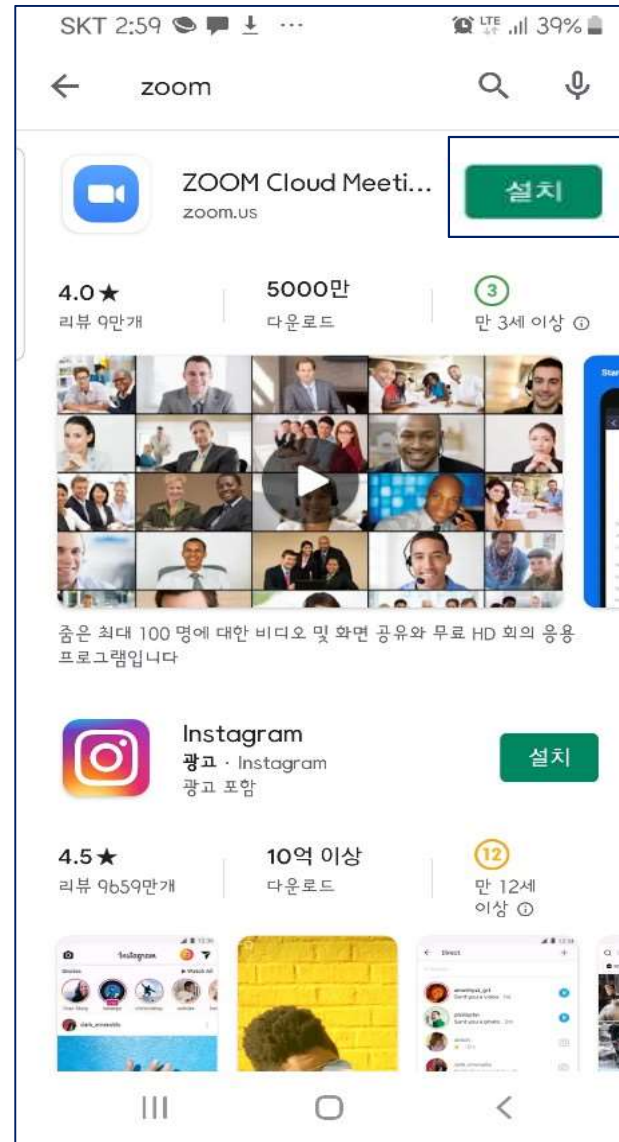 SKT 2:59
LTE 39%
zoom
ZOOM Cloud Meeti...
zoom.us
설치
4.0★
리뷰 9만개
5000만
다운로드
3
만 3세 이상
줌은 최대 100 명에 대한 비디오 및 화면 공유와 무료 HD 회의 응용
프로그램입니다
Instagram
광고 · Instagram
광고 포함
설치
4.5★
리뷰 9659만개
10억 이상
다운로드
12
만 12세
이상
Instagram
Direct